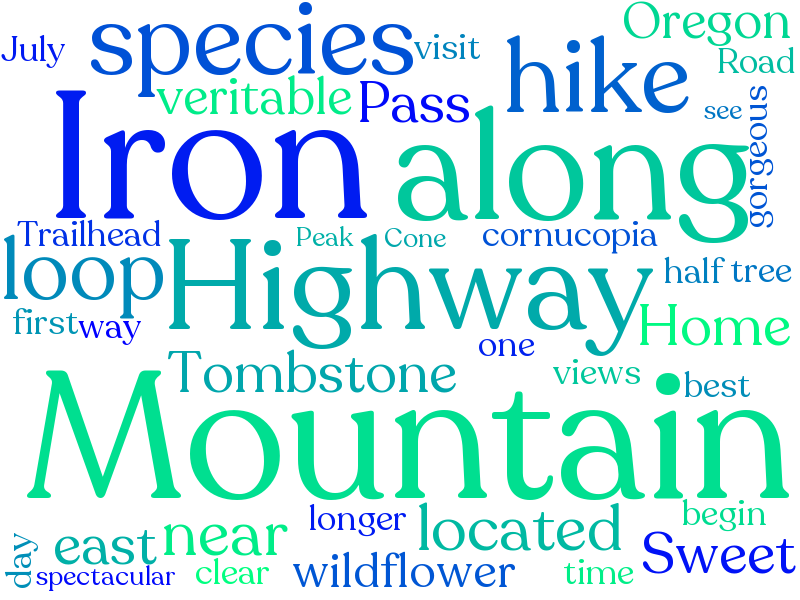 July
species
visit
Oregon
hike
Road
veritable
Pass
see
Iron
along
gorgeous
Trailhead
Peak
Cone
cornucopia
loop
Highway
half
tree
first
way
Home
one
Tombstone
views
best
Mountain
longer
located
begin
east
near
Sweet
day
spectacular
clear
wildflower
time